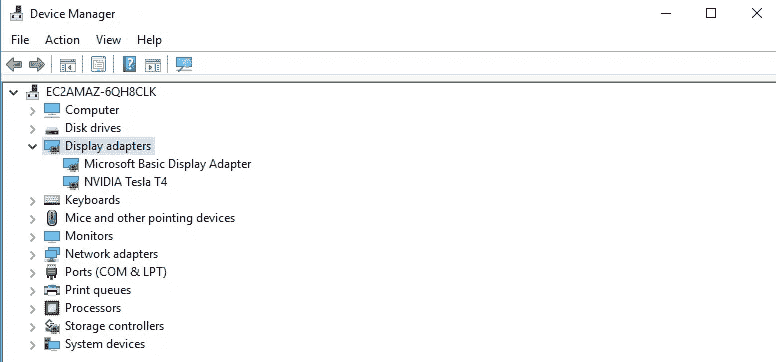 Device Manager
File Action View Help
EC2AMAZ-6QH8CLK
Computer
Disk drives
Display adapters
Microsoft Basic Display Adapter
NVIDIA Tesla T4
Keyboards
Mice and other pointing devices
Monitors
Network adapters
Ports (COM & LPT)
Print queues
Processors
Storage controllers
System devices